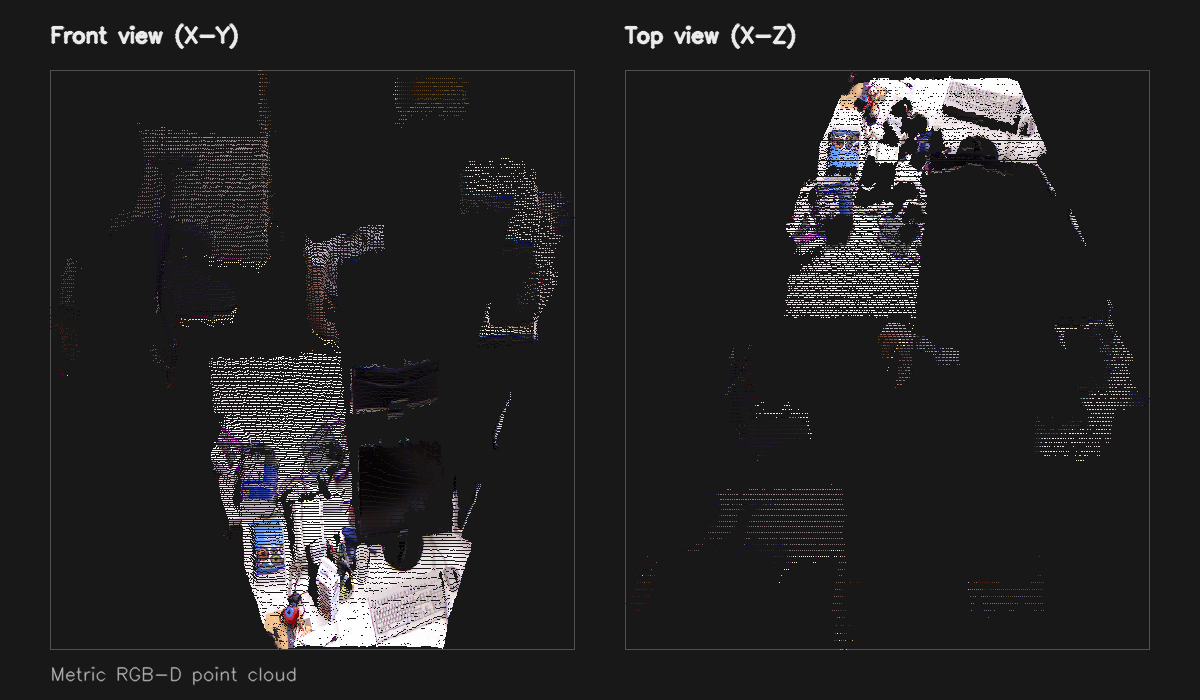 Front view (X-Y)
Top view (X-Z)
Metric RGB-D point cloud